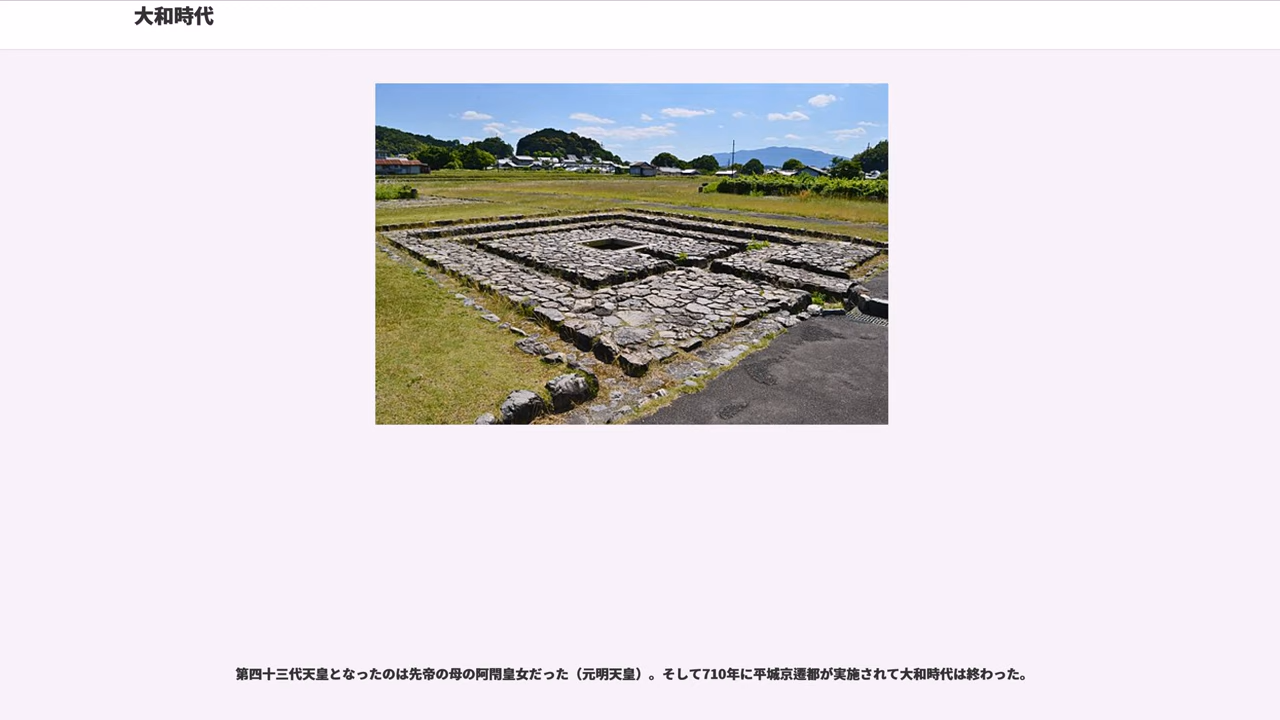 大和時代
第四十三代天皇となったのは先帝の母の阿閇皇女だった（元明天皇）。そして710年に平城京遷都が実施されて大和時代は終わった。